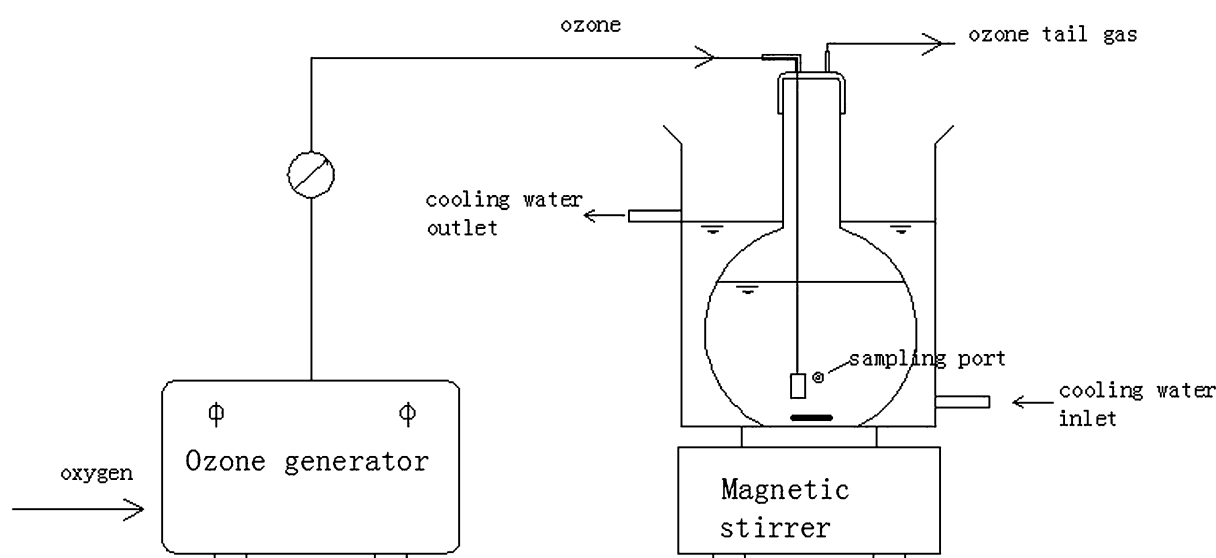 ozone
ozone tail gas
cooling water
outlet
sampling port
cooling water
inlet
Ozone generator
oxygen
Magnetic
stirrer